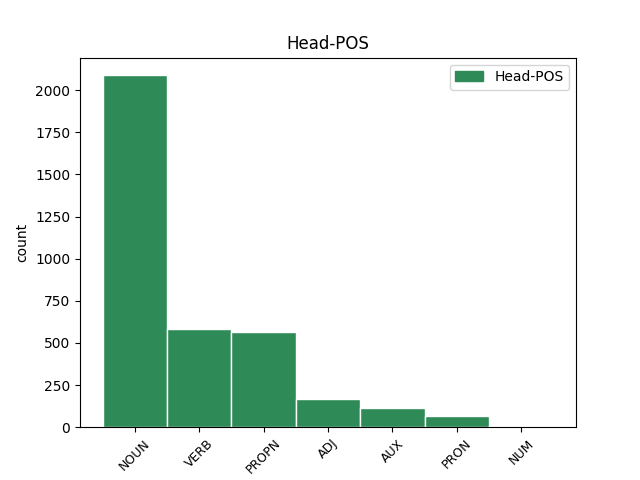 Head-POS
Head-POS
2000
1750
1500
1250
1000
750
500
250
0
count
NOUN
VERB
PROPN
ADJ
AUX
PRON
NUM